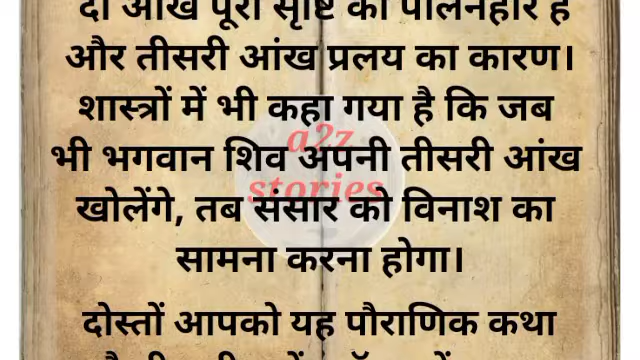 दो आंखें पूरी सृष्टि की पालनहार हैं
और तीसरी आंख प्रलय का कारण।
शास्त्रों में भी कहा गया है कि जब
भी भगवान शिव अपनी तीसरी आंख
खोलेंगे, तब संसार को विनाश का
सामना करना होगा।
दोस्तों आपको यह पौराणिक कथा
a2z
stories